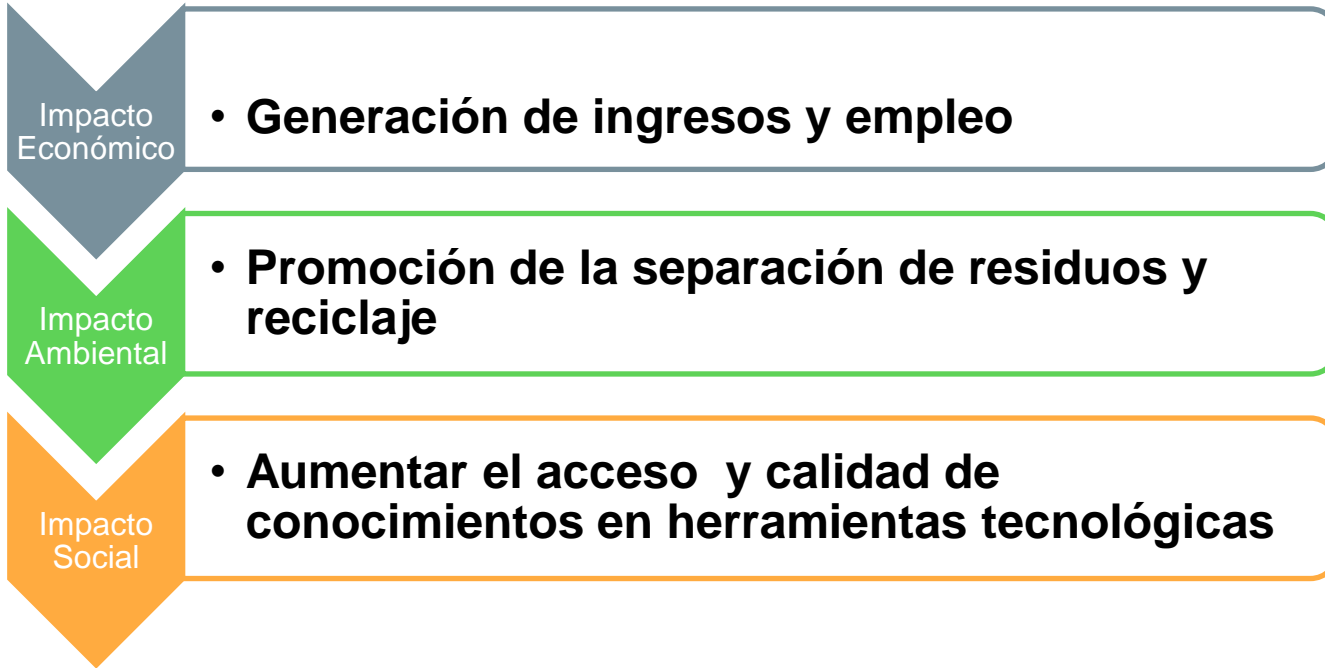 Impacto
Económico
• Generación de ingresos y empleo
Impacto
Ambiental
• Promoción de la separación de residuos y
reciclaje
Impacto
Social
• Aumentar el acceso  y calidad de
conocimientos en herramientas tecnológicas